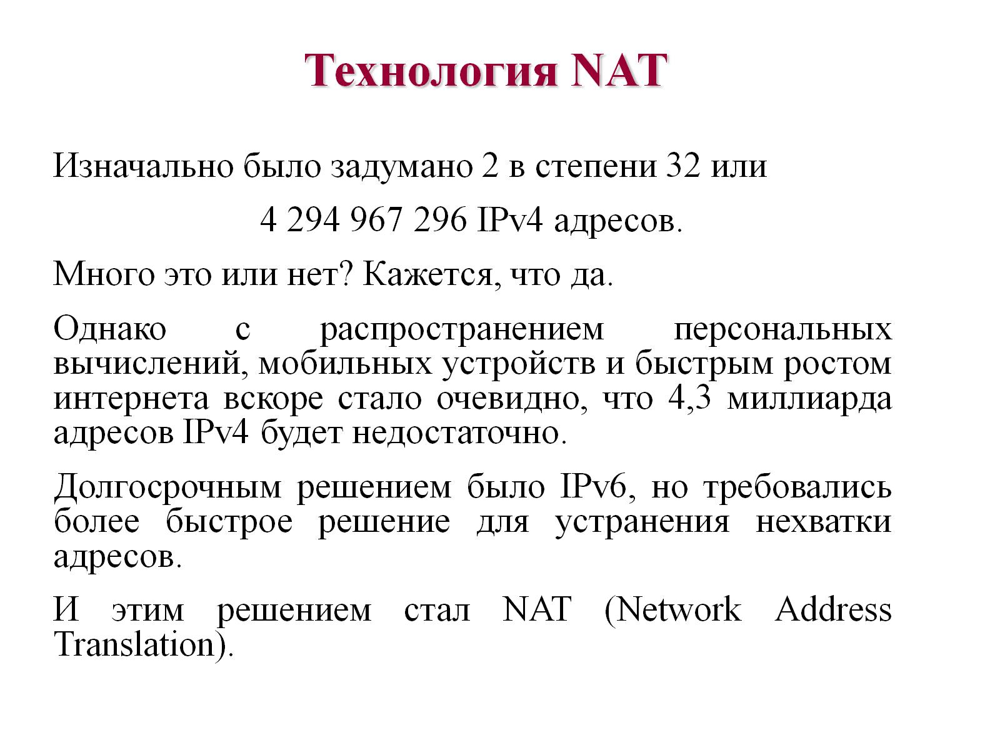 Технология NAT
Изначально было задумано 2 в степени 32 или
4 294 967 296 IPv4 адресов.
Много это или нет? Кажется, что да.
Однако с распространением персональных
вычислений, мобильных устройств и быстрым ростом
интернета вскоре стало очевидно, что 4,3 миллиарда
адресов IPv4 будет недостаточно.
Долгосрочным решением было IPv6, но требовались
более быстрое решение для устранения нехватки
адресов.
И этим решением стал NAT (Network Address
Translation).